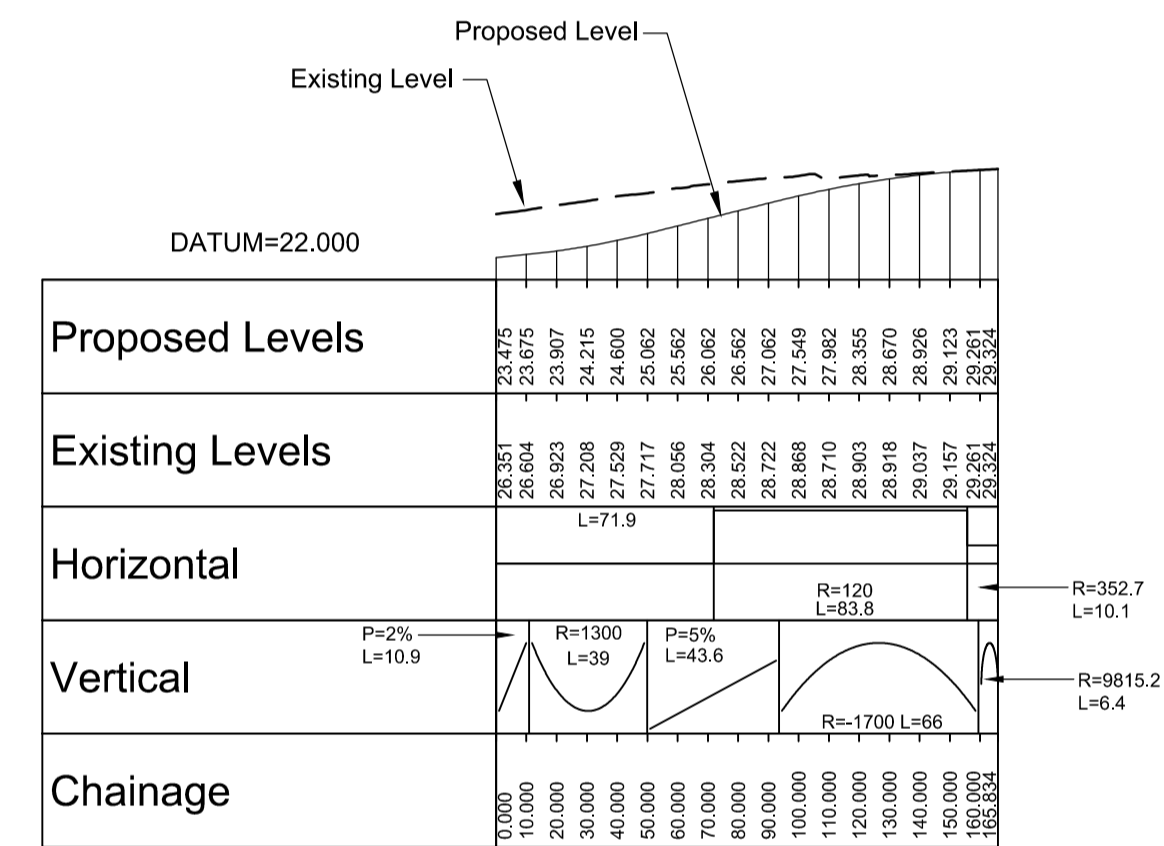 Proposed Level
Existing Level
DATUM=22.000
Proposed Levels
23.475
23.675
23.907
24.215
24.600
25.062
25.562
26.062
26.562
27.062
27.549
27.982
28.355
28.670
28.926
29.123
29.261
29.324
Existing Levels
26.351
26.604
26.923
27.208
27.529
27.717
28.056
28.304
28.522
28.722
28.868
28.710
28.903
28.918
29.037
29.157
29.261
29.324
Horizontal
L=71.9
R=120
L=83.8
R=352.7
L=10.1
Vertical
P=2%
L=10.9
R=1300
L=39
P=5%
L=43.6
R=-1700 L=66
R=9815.2
L=6.4
Chainage
0.000
10.000
20.000
30.000
40.000
50.000
60.000
70.000
80.000
90.000
100.000
110.000
120.000
130.000
140.000
150.000
160.000
165.834